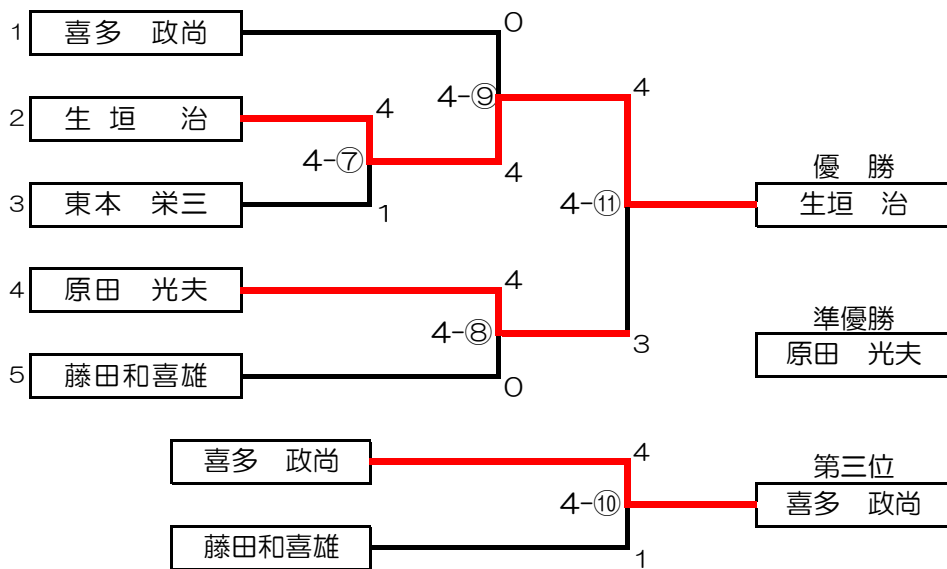 1 喜多 政尚 0
4-⑨ 4
2 生垣 治 4
4-⑦ 4
優 勝
3 東本 栄三 1
4-⑪ 生垣 治
4 原田 光夫 4
4-⑧ 3
準優勝
原田 光夫
5 藤田和喜雄 0
喜多 政尚 4
第三位
4-⑩ 喜多 政尚
藤田和喜雄 1